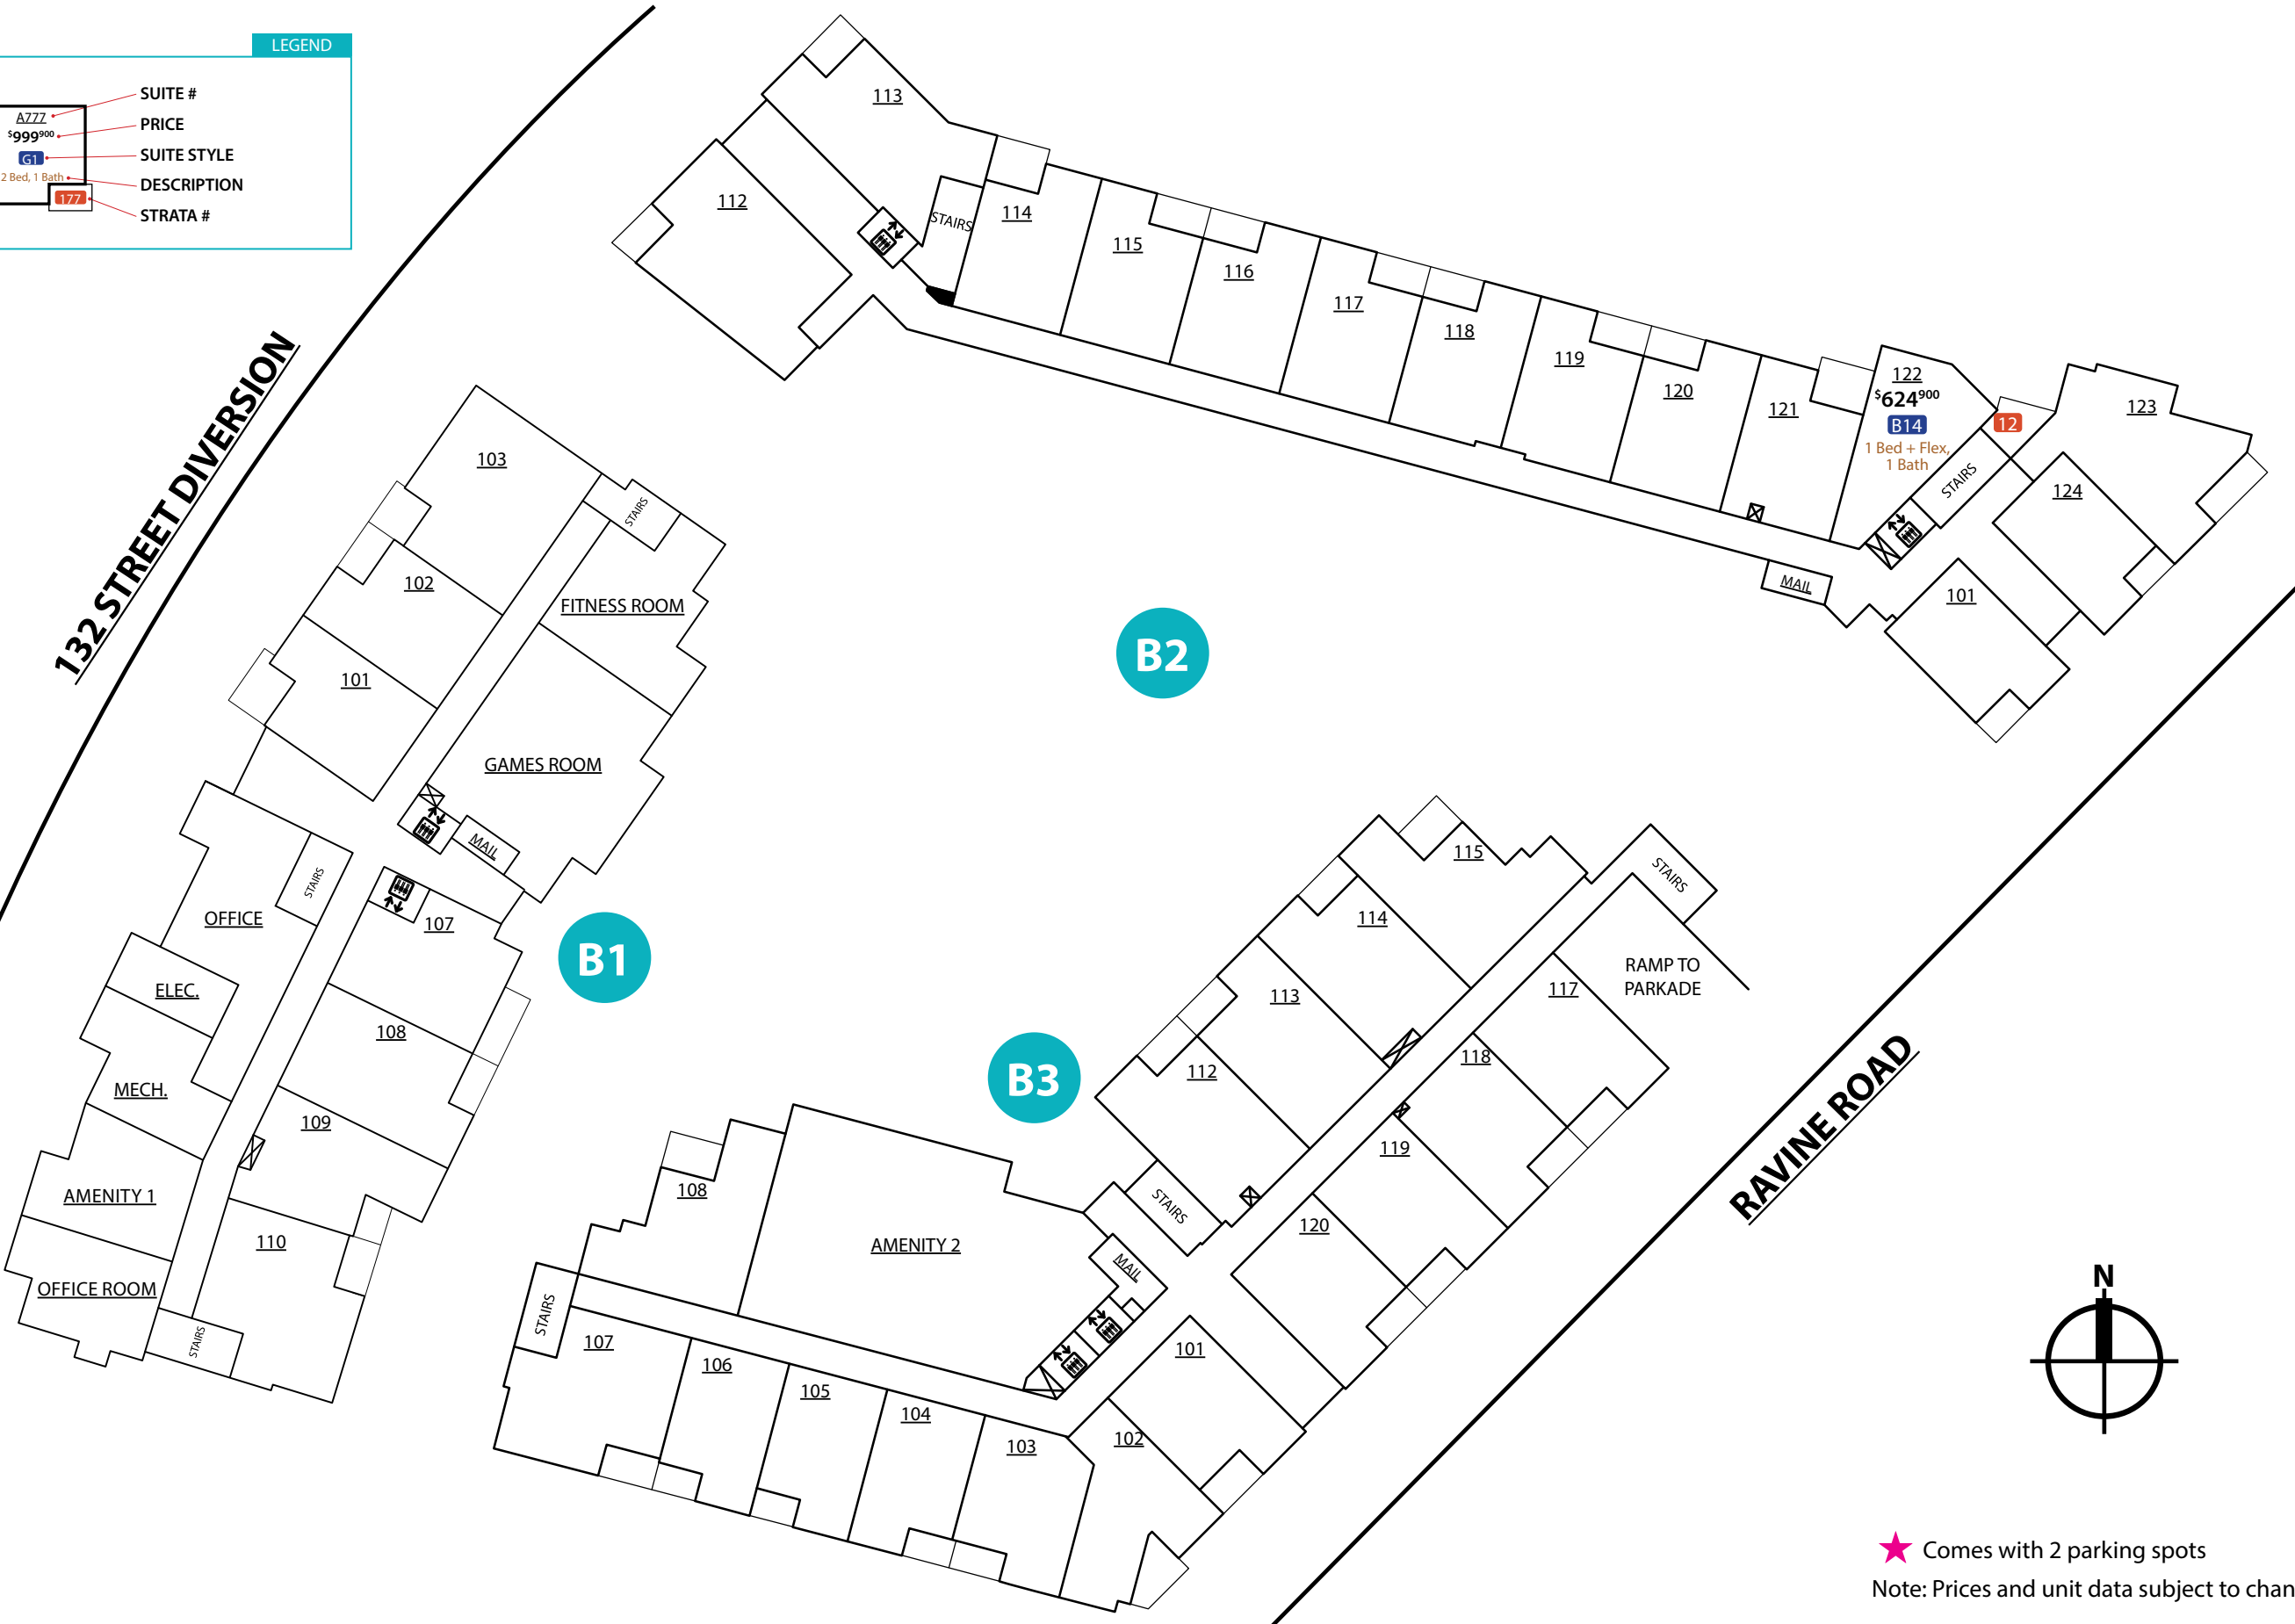 LEGEND
A777
$999900
G1
2 Bed, 1 Bath
177
SUITE #
PRICE
SUITE STYLE
DESCRIPTION
STRATA #
132 STREET DIVERSION
113
112
STAIRS
114
115
116
117
118
119
120
121
122
$624900
B14
1 Bed + Flex,
1 Bath
12
STAIRS
123
124
MAIL
101
B2
103
STAIRS
102
FITNESS ROOM
101
GAMES ROOM
MAIL
STAIRS
OFFICE
107
B1
ELEC.
108
MECH.
109
AMENITY 1
110
OFFICE ROOM
STAIRS
115
STAIRS
114
RAMP TO
PARKADE
113
117
B3
118
112
119
STAIRS
120
108
AMENITY 2
MAIL
STAIRS
107
106
105
104
103
101
102
RAVINE ROAD
N
Comes with 2 parking spots
Note: Prices and unit data subject to chan